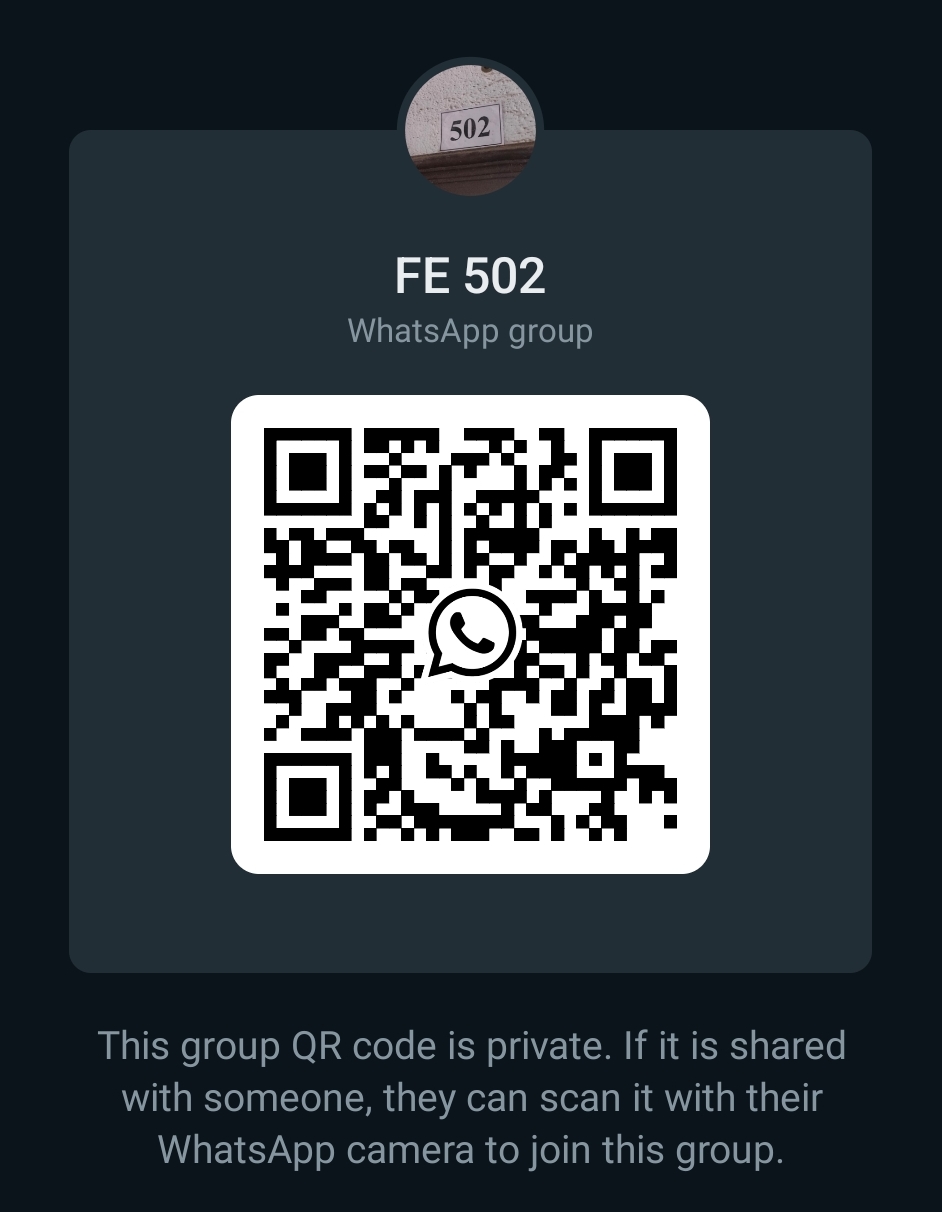 502
FE 502
WhatsApp group
This group QR code is private. If it is shared
with someone, they can scan it with their
WhatsApp camera to join this group.